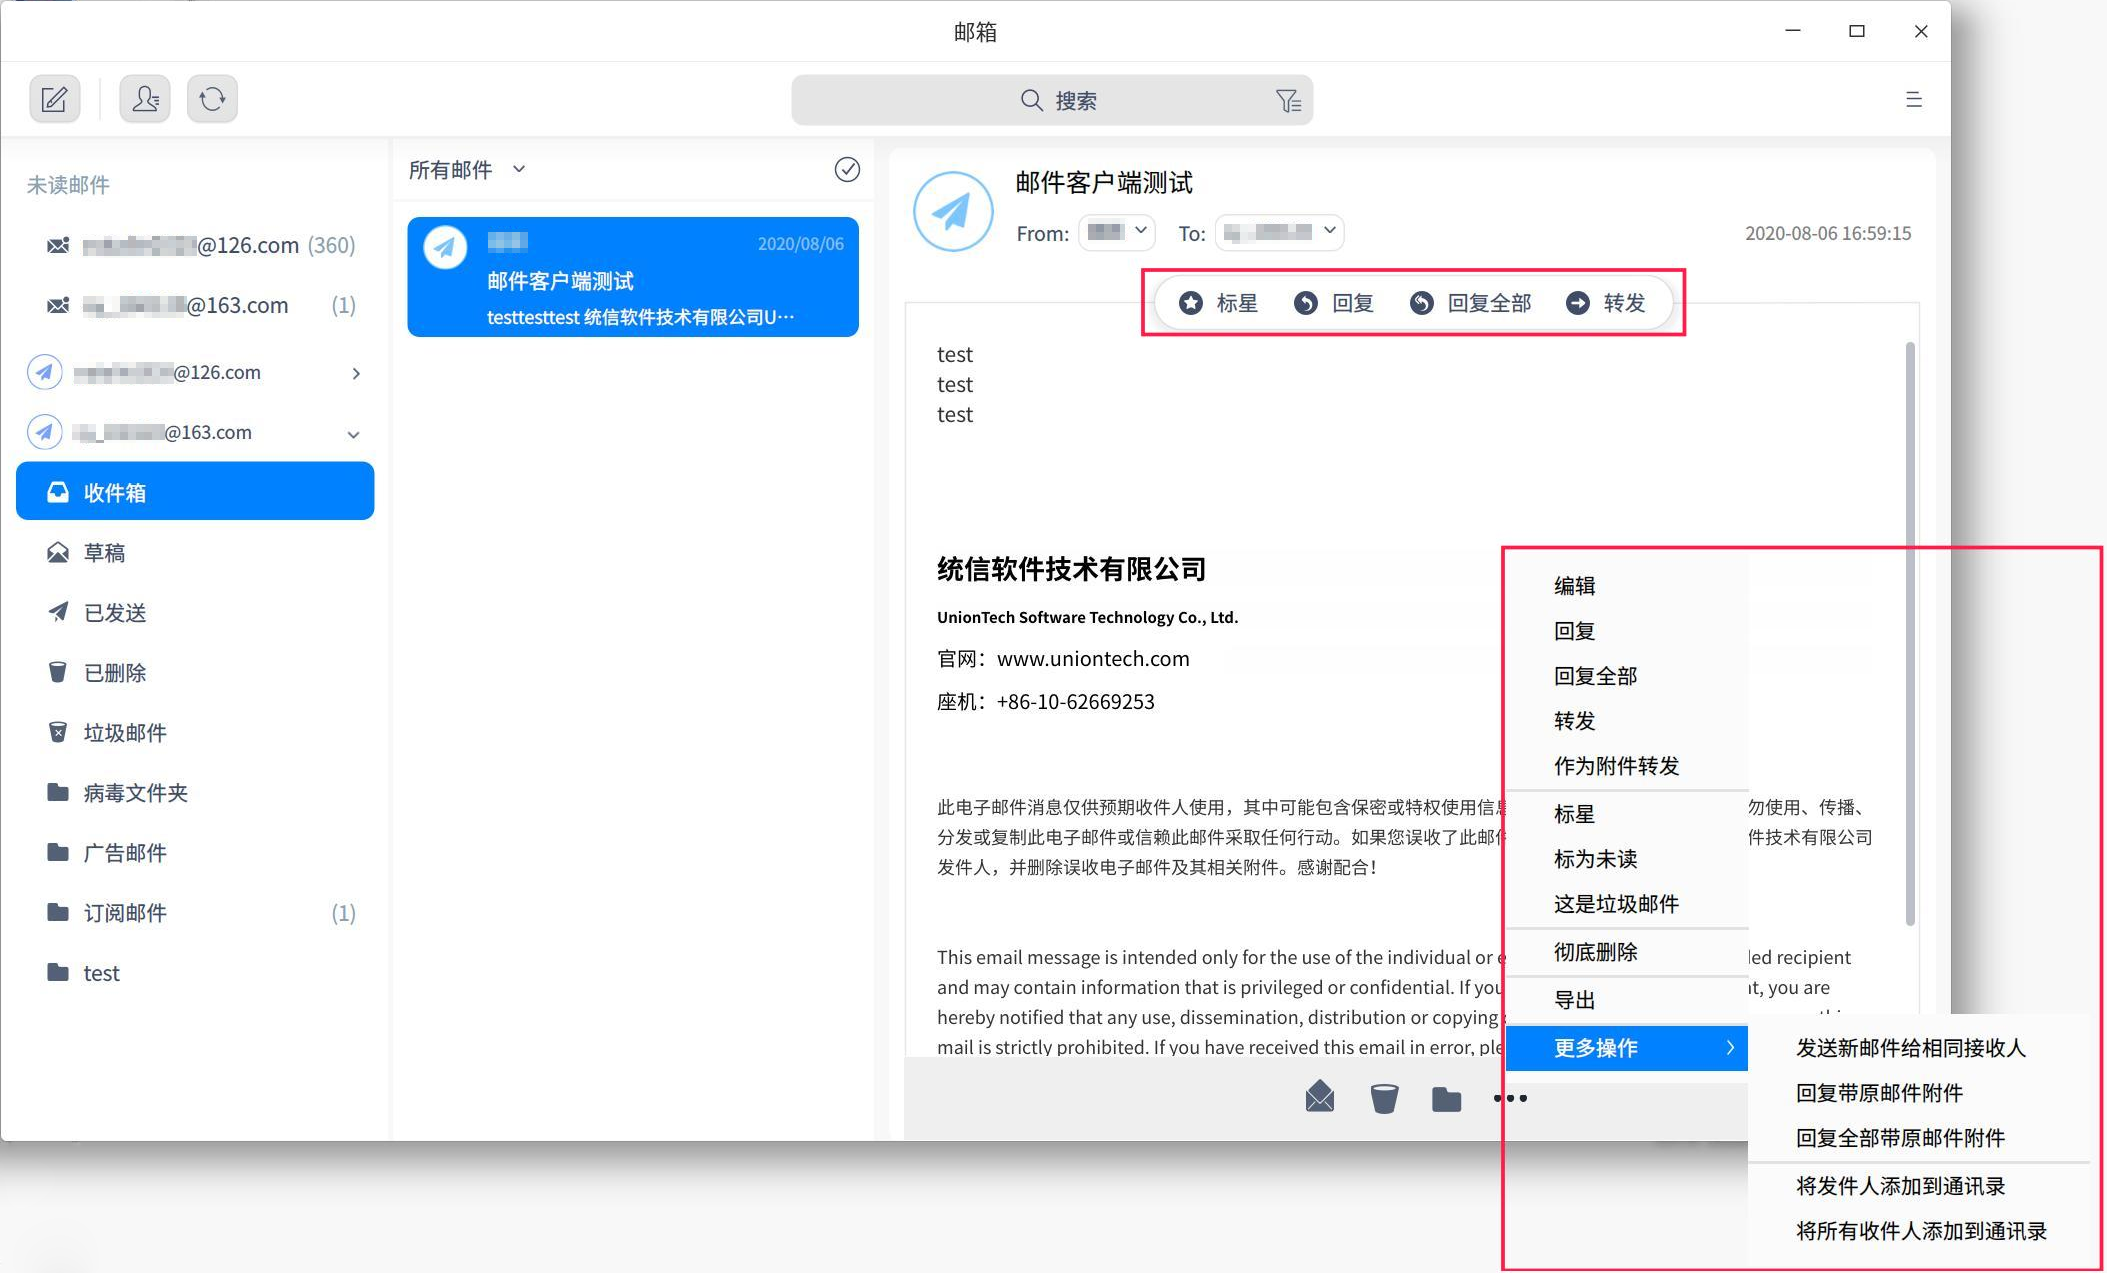 邮箱
搜索
未读邮件
@126.com (360)
@163.com (1)
@126.com
@163.com
收件箱
草稿
已发送
已删除
垃圾邮件
病毒文件夹
广告邮件
订阅邮件 (1)
test
所有邮件
2020/08/06
邮件客户端测试
testtesttest 统信软件技术有限公司U…
邮件客户端测试
From: To:
2020-08-06 16:59:15
标星 回复 回复全部 转发
test
test
test
统信软件技术有限公司
UnionTech Software Technology Co., Ltd.
官网：www.uniontech.com
座机：+86-10-62669253
此电子邮件消息仅供预期收件人使用，其中可能包含保密或特权使用信息 勿使用、传播、
分发或复制此电子邮件或信赖此邮件采取任何行动。如果您误收了此邮件 件技术有限公司
发件人，并删除误收电子邮件及其相关附件。感谢配合！
This email message is intended only for the use of the individual or e led recipient
and may contain information that is privileged or confidential. If you t, you are
hereby notified that any use, dissemination, distribution or copying
mail is strictly prohibited. If you have received this email in error, ple
编辑
回复
回复全部
转发
作为附件转发
标星
标为未读
这是垃圾邮件
彻底删除
导出
更多操作
发送新邮件给相同接收人
回复带原邮件附件
回复全部带原邮件附件
将发件人添加到通讯录
将所有收件人添加到通讯录